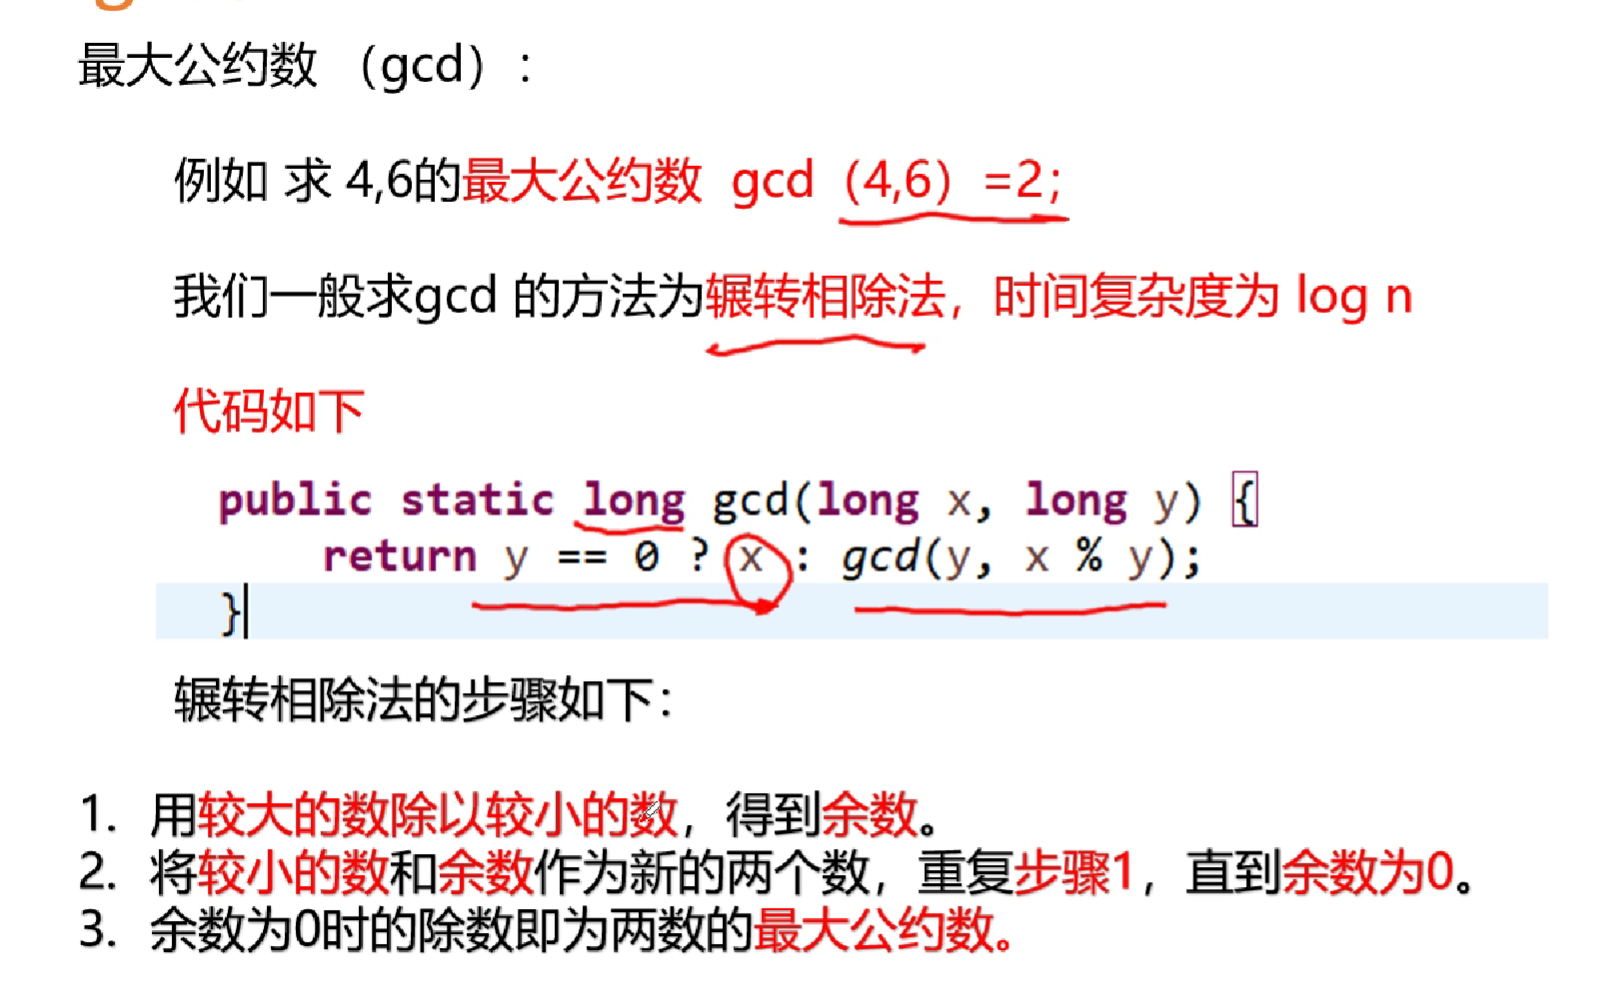 最大公约数 （gcd）：
例如 求 4,6的最大公约数 gcd（4,6）=2;
我们一般求gcd 的方法为辗转相除法，时间复杂度为 log n
代码如下
public static long gcd(long x, long y) {
return y == 0 ? x : gcd(y, x % y);
}
辗转相除法的步骤如下：
1. 用较大的数除以较小的数，得到余数。
2. 将较小的数和余数作为新的两个数，重复步骤1，直到余数为0。
3. 余数为0时的除数即为两数的最大公约数。